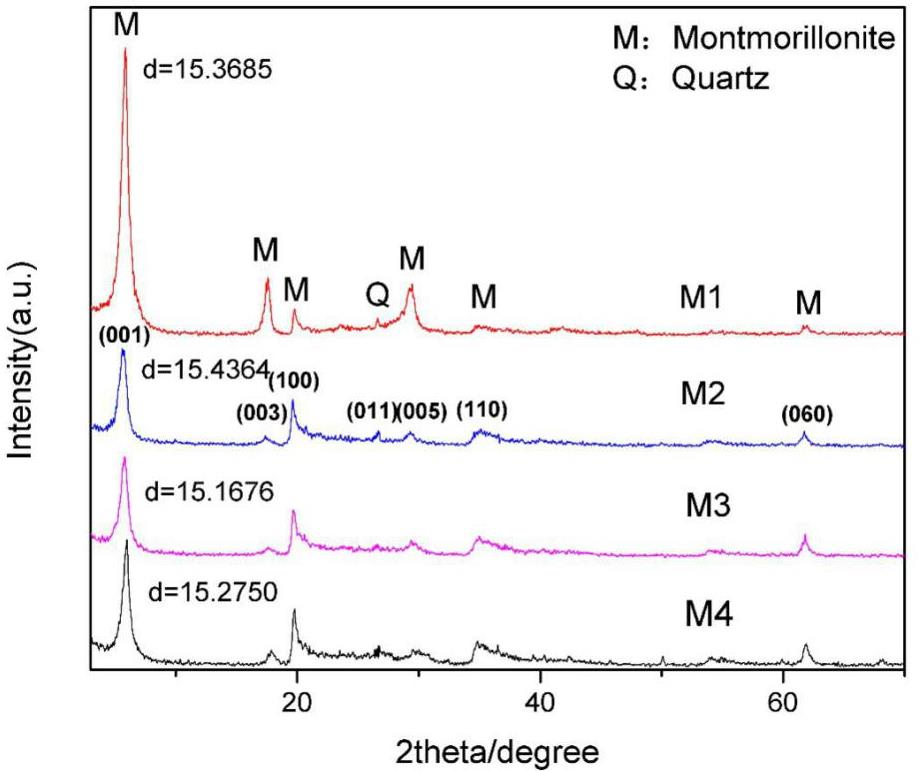 M
M： Montmorillonite
Q： Quartz
d=15.3685
M
M
Q
M
M
M1
M
(001)
d=15.4364
(100)
(003)
(011)
(005)
(110)
M2
(060)
d=15.1676
M3
d=15.2750
M4
20
40
60
2theta/degree
Intensity(a.u.)